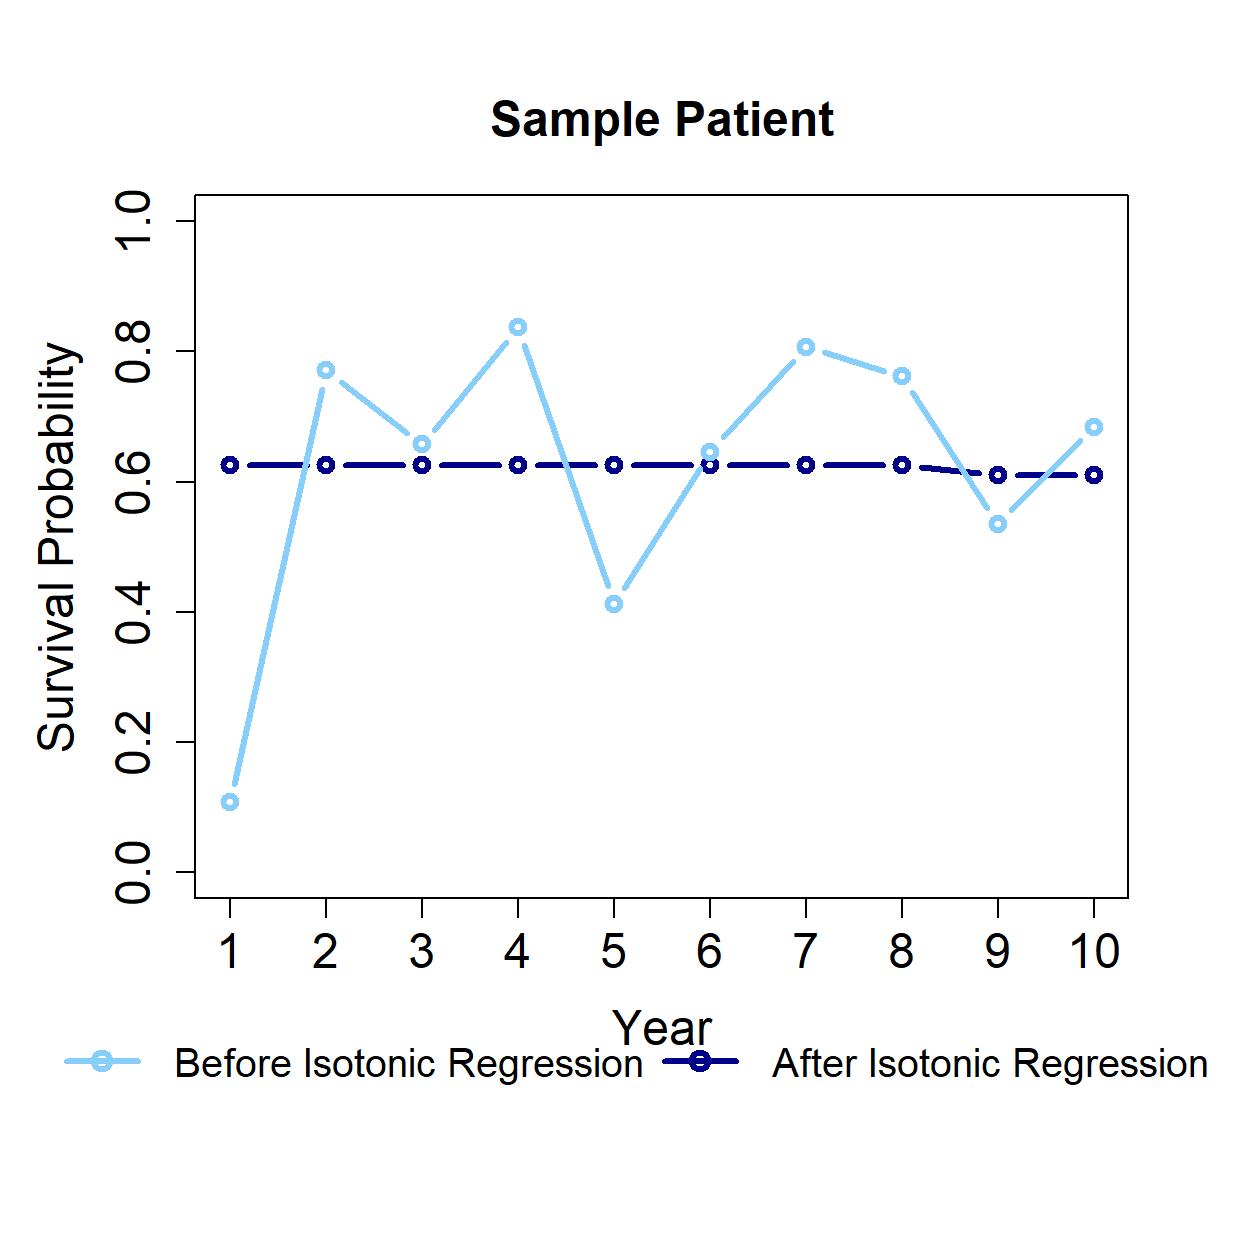 Sample Patient
Survival Probability
1.0
0.8
0.6
0.4
0.2
0.0
1 2 3 4 5 6 7 8 9 10
Year
Before Isotonic Regression After Isotonic Regression